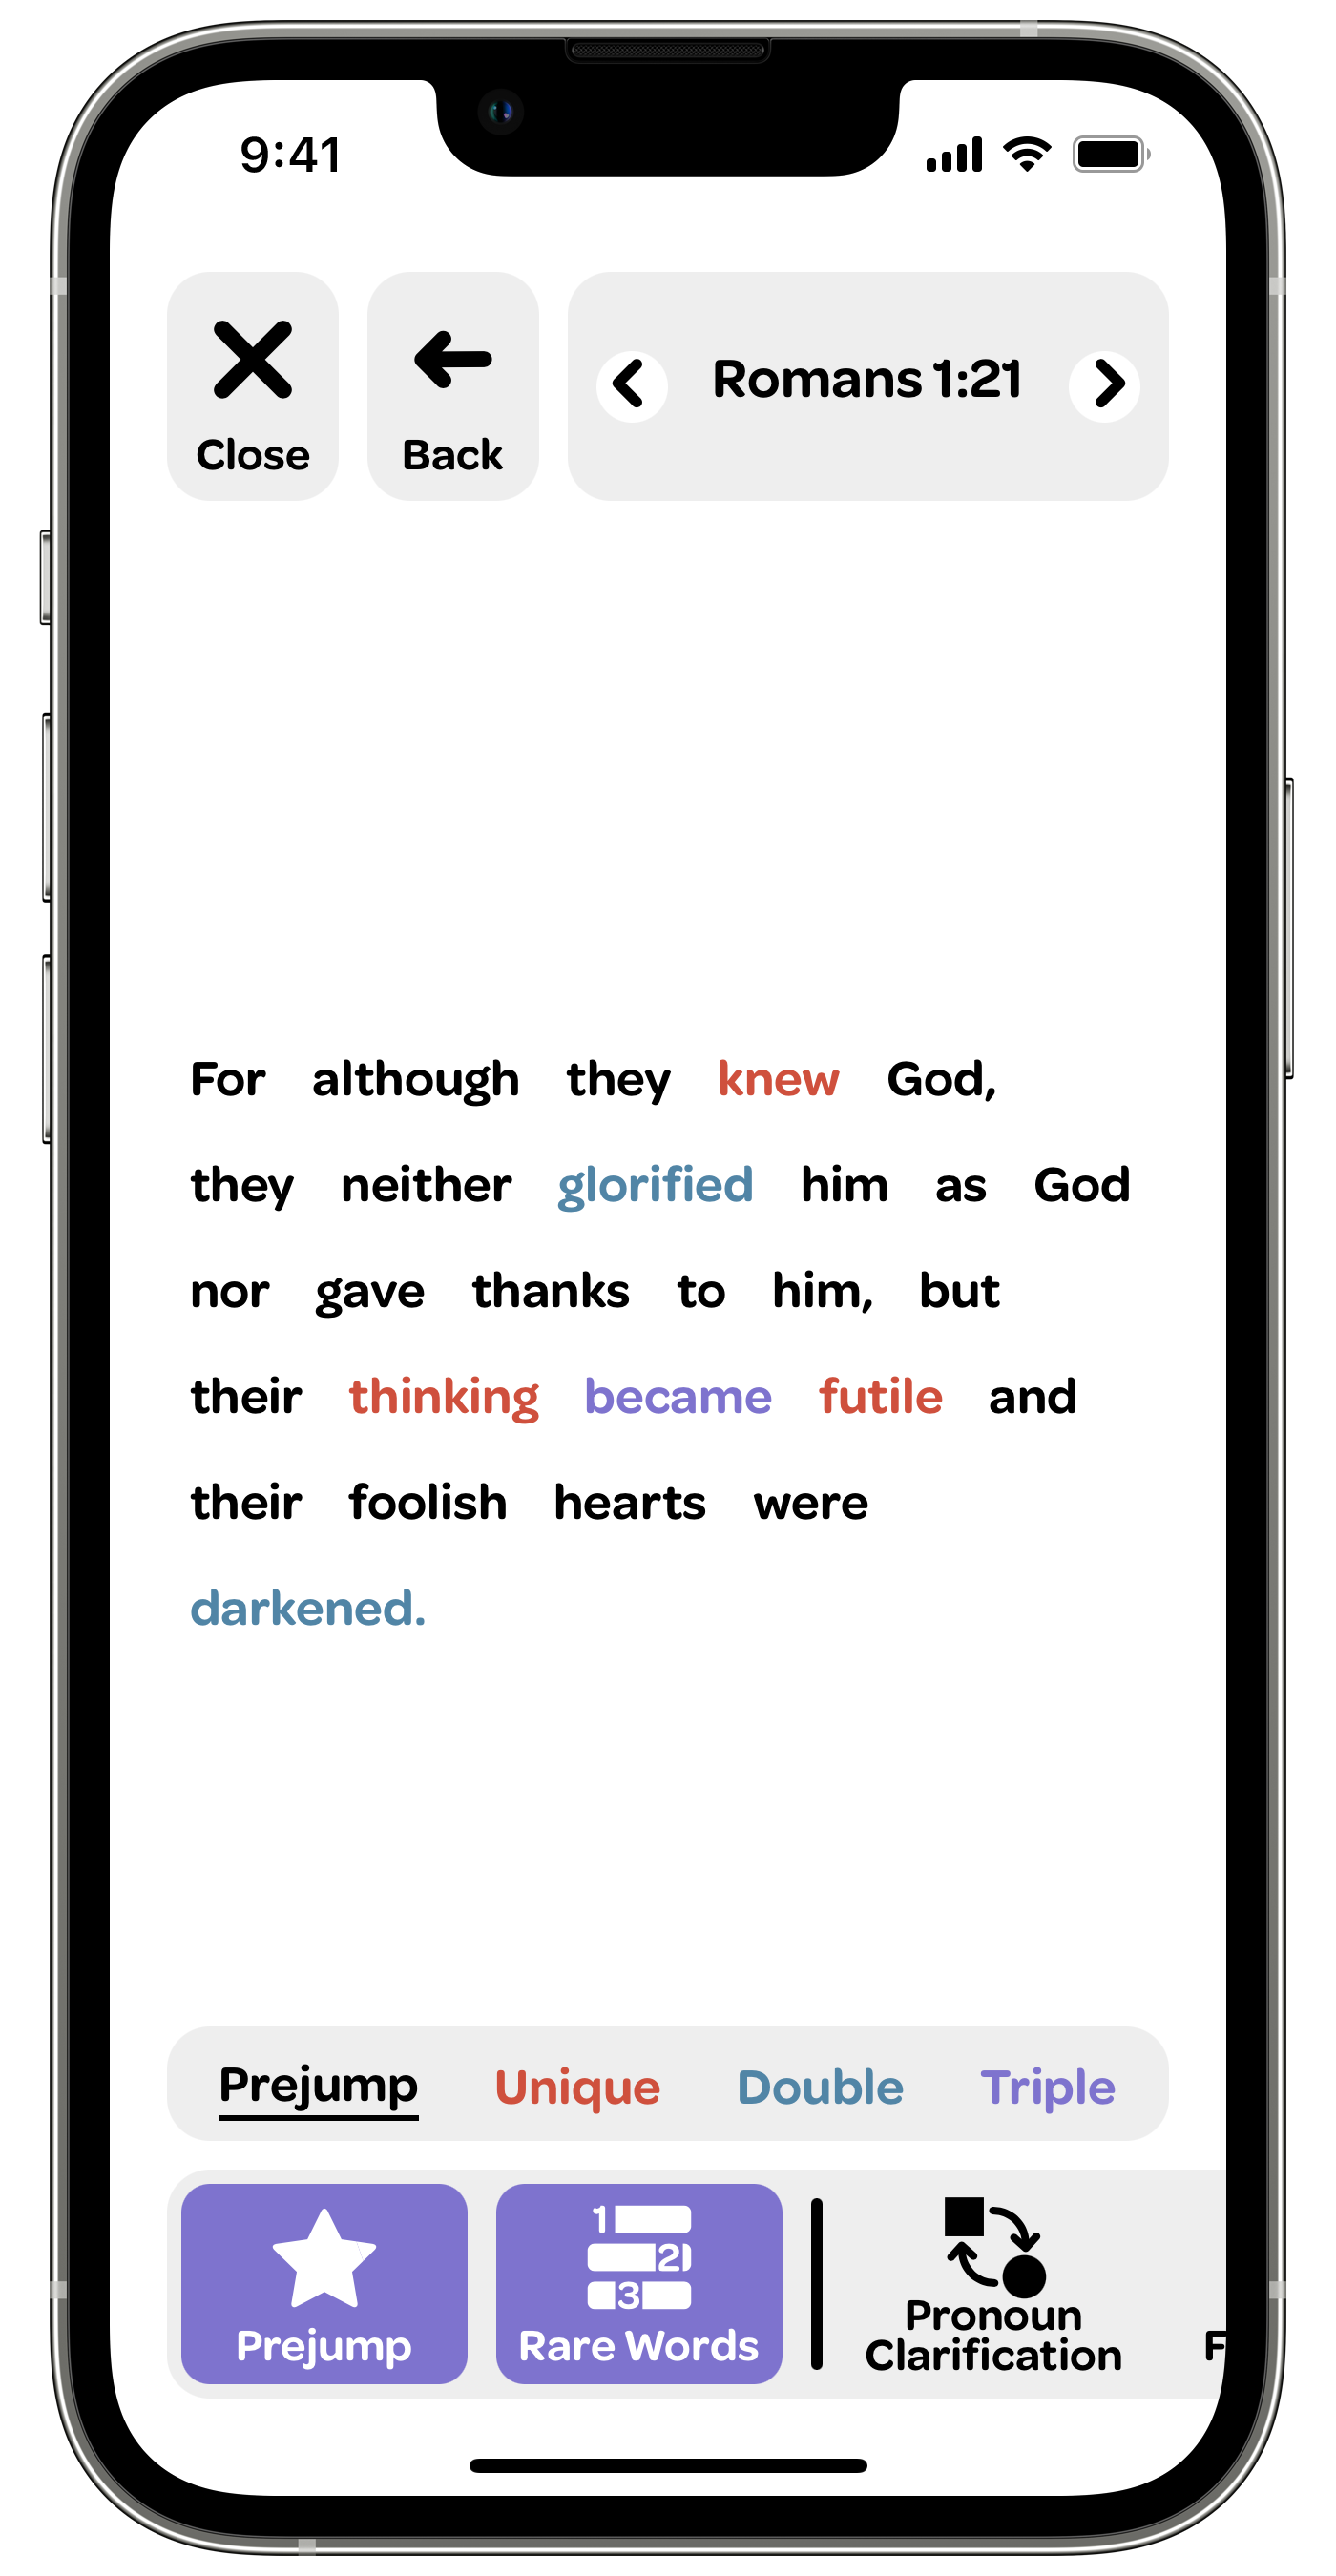 9:41
Close
Back
Romans 1:21
For although they knew God,
they neither glorified him as God
nor gave thanks to him, but
their thinking became futile and
their foolish hearts were
darkened.
Prejump Unique Double Triple
1
2
3
Prejump
Rare Words
Pronoun
Clarification
F